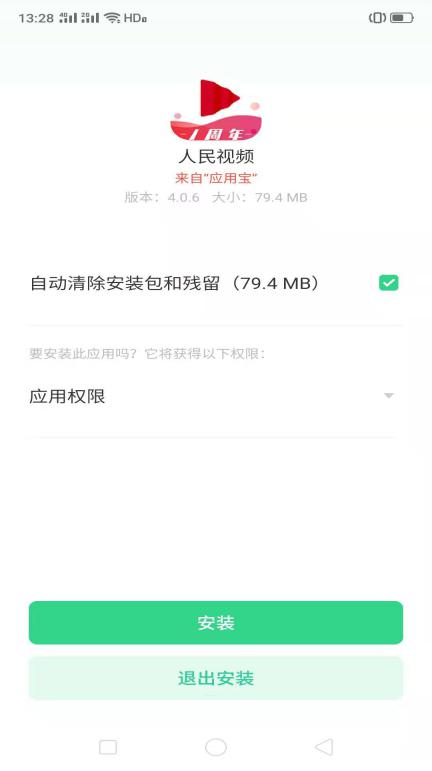 13:28 4G 2G HD2
1周年
人民视频
来自“应用宝”
版本：4.0.6 大小：79.4 MB
自动清除安装包和残留（79.4 MB）
要安装此应用吗？它将获得以下权限：
应用权限
安装
退出安装